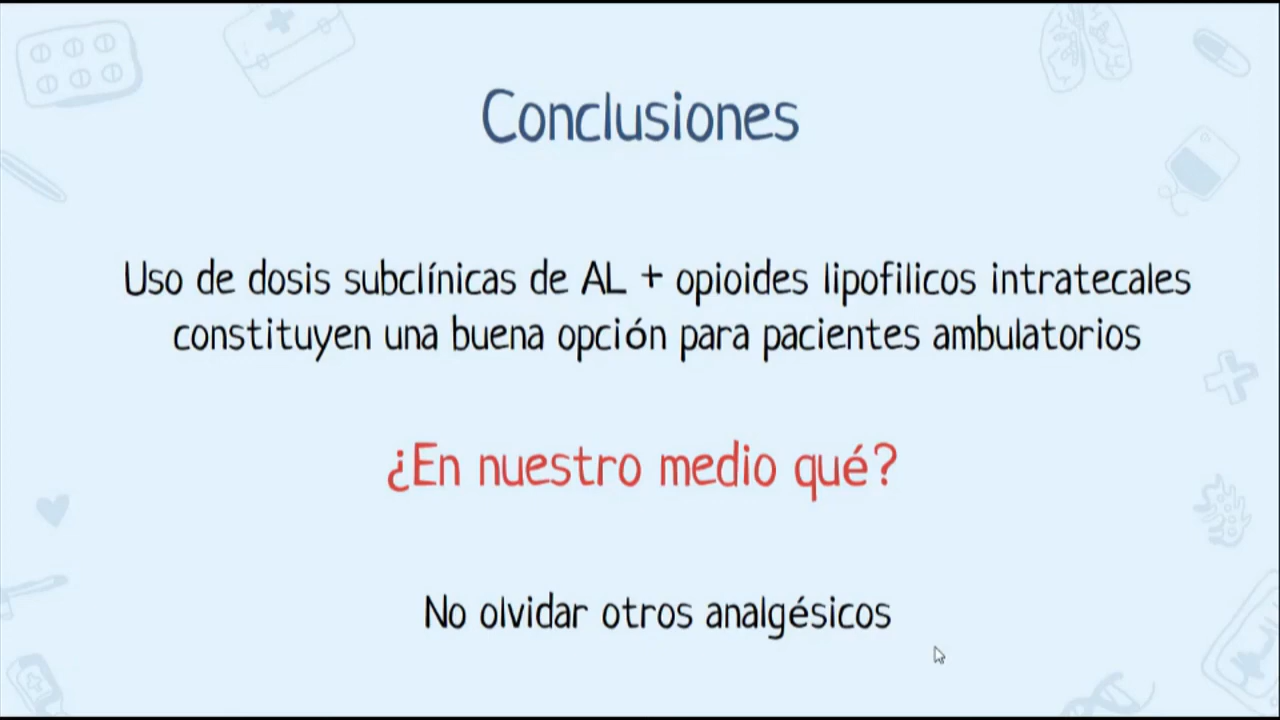 Conclusiones
Uso de dosis subclínicas de AL + opioides lipofilicos intratecales
constituyen una buena opción para pacientes ambulatorios
¿En nuestro medio qué?
No olvidar otros analgésicos